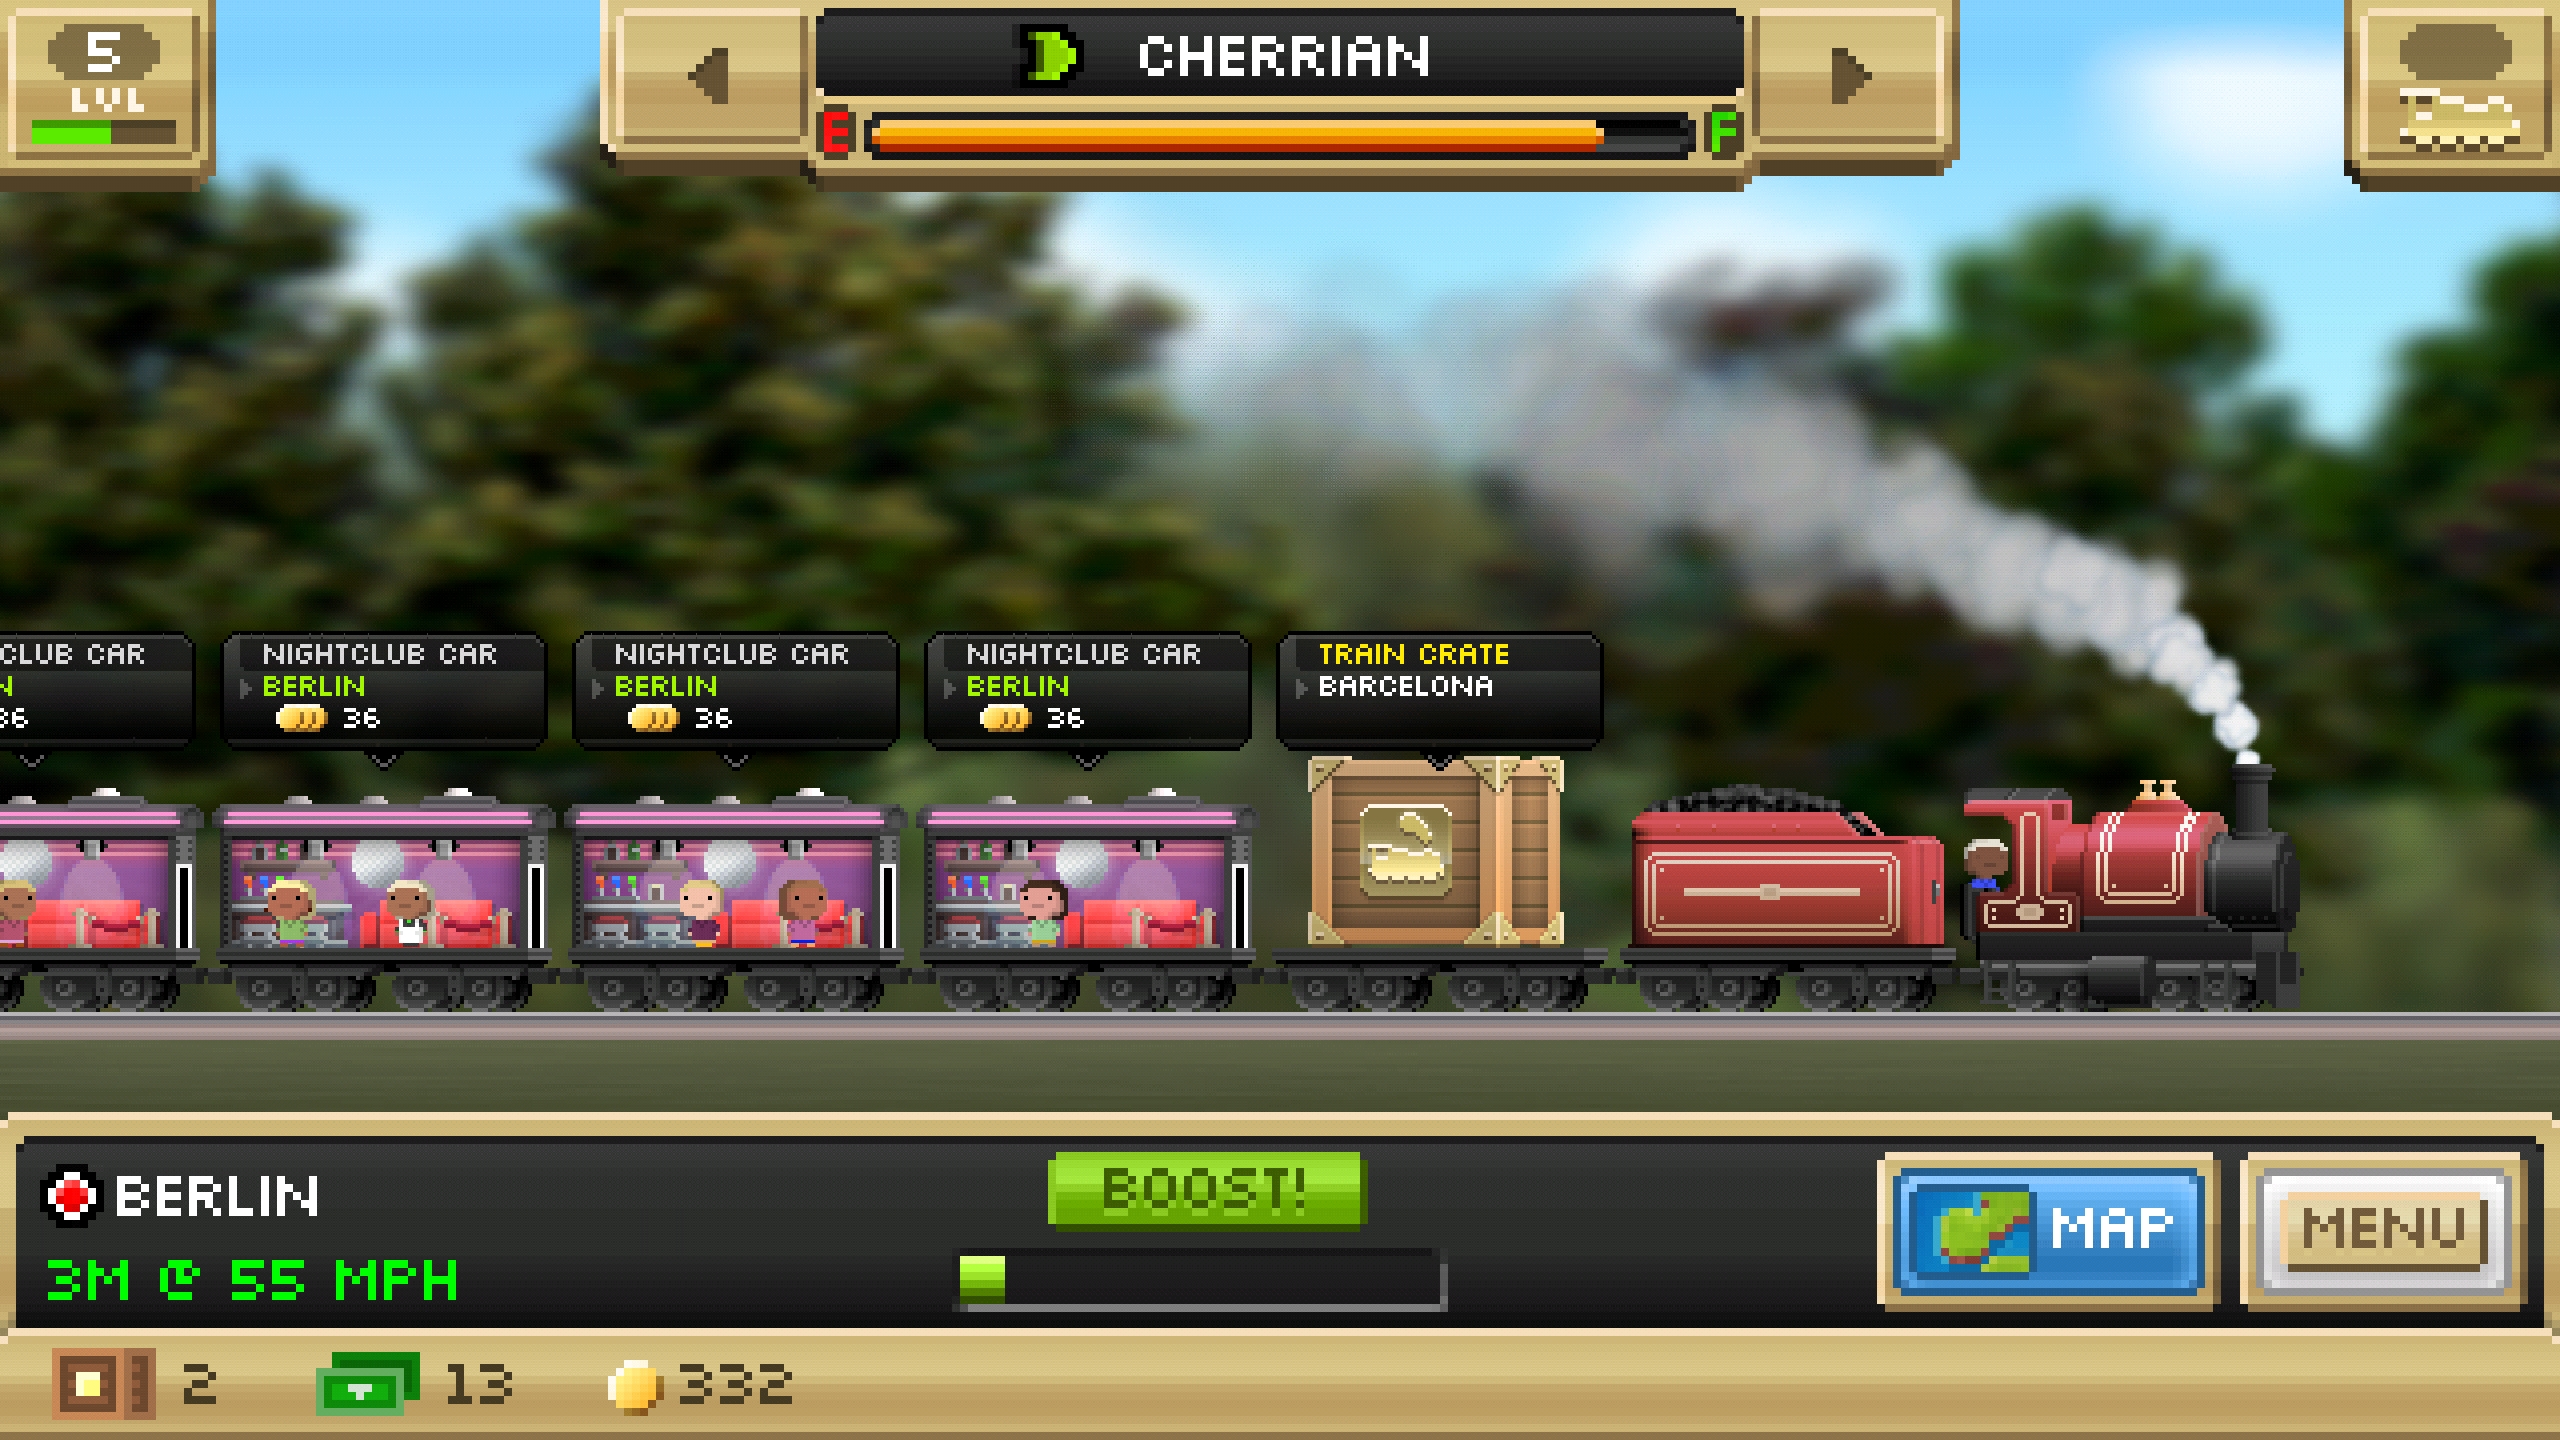 5
LVL
CHERRIAN
E F
CLUB CAR
N
36
NIGHTCLUB CAR
BERLIN
36
NIGHTCLUB CAR
BERLIN
36
NIGHTCLUB CAR
BERLIN
36
TRAIN CRATE
BARCELONA
BERLIN
3M @ 55 MPH
BOOST!
MAP
MENU
2 13 332